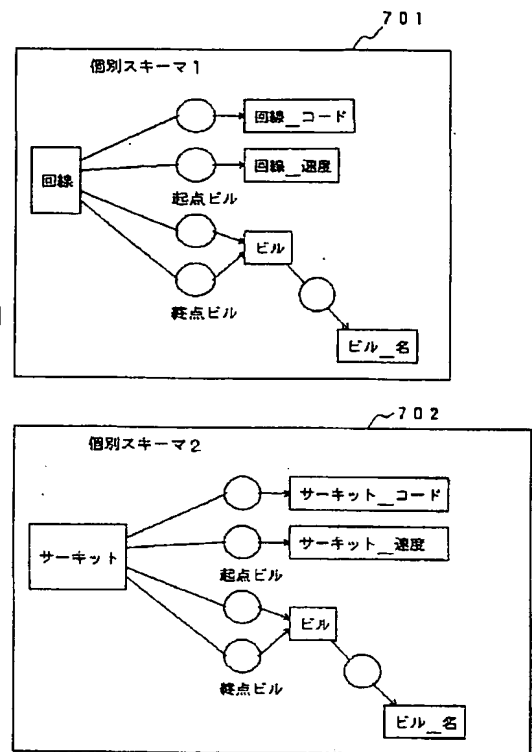 701
個別スキーマ1
回線_コード
回線
回線_速度
起点ビル
ビル
終点ビル
ビル_名
702
個別スキーマ2
サーキット_コード
サーキット
サーキット_速度
起点ビル
ビル
終点ビル
ビル_名